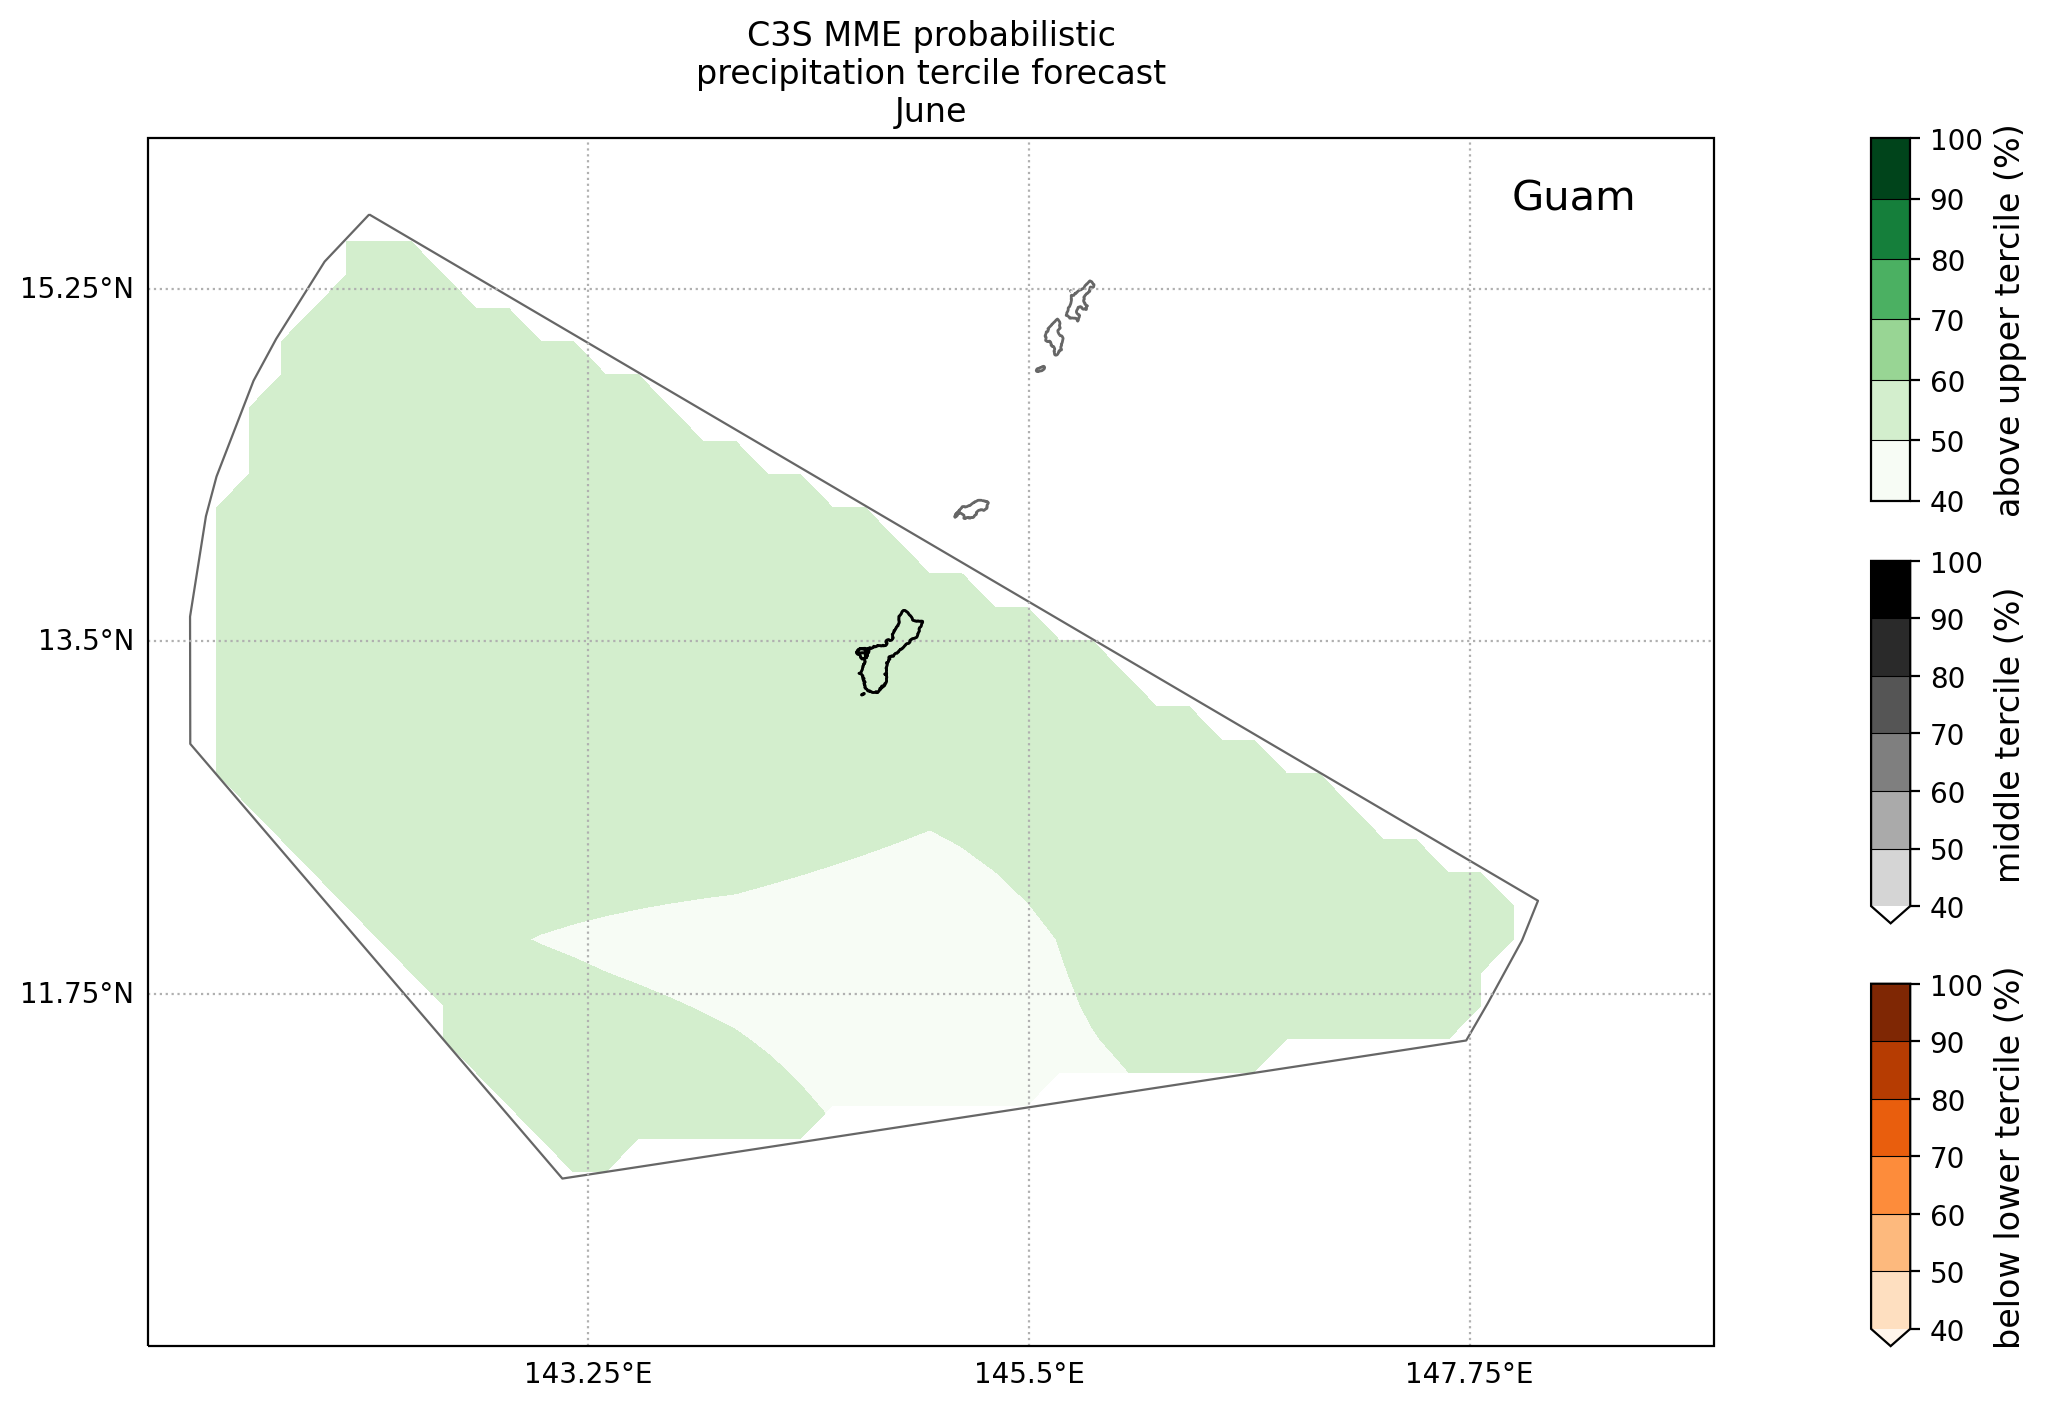 C3S MME probabilistic
precipitation tercile forecast
June
Guam
15.25°N
13.5°N
11.75°N
143.25°E
145.5°E
147.75°E
100
90
80
70
60
50
40
above upper tercile (%)
100
90
80
70
60
50
40
middle tercile (%)
100
90
80
70
60
50
40
below lower tercile (%)